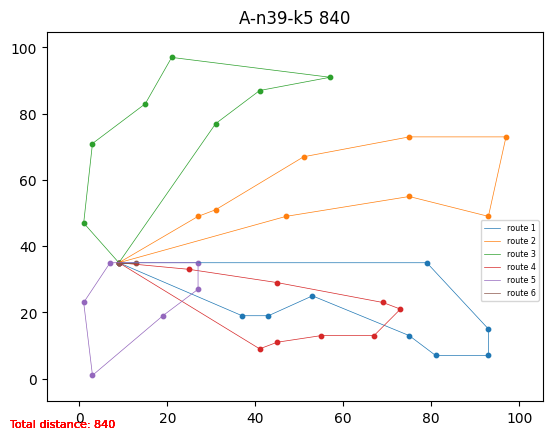 A-n39-k5 840
100
80
60
40
20
0
0 20 40 60 80 100
route 1
route 2
route 3
route 4
route 5
route 6
Total distance: 840